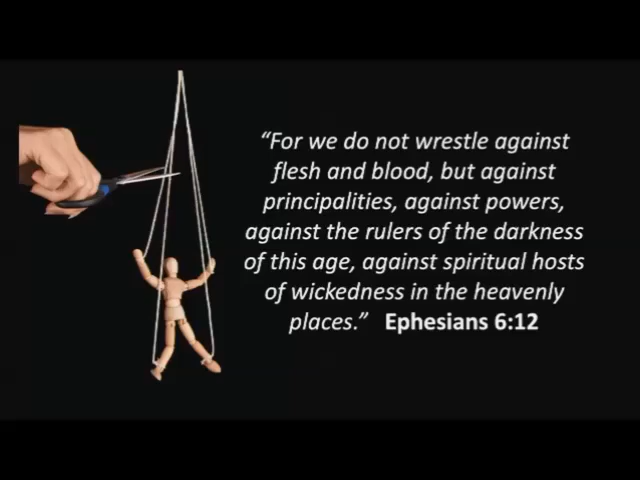 “For we do not wrestle against
flesh and blood, but against
principalities, against powers,
against the rulers of the darkness
of this age, against spiritual hosts
of wickedness in the heavenly
places.” Ephesians 6:12